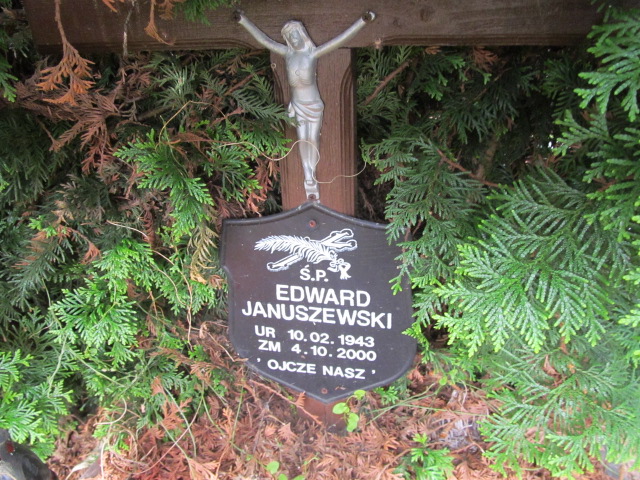 Ś.P.
EDWARD
JANUSZEWSKI
UR 10.02.1943
ZM 4.10.2000
' OJCZE NASZ '